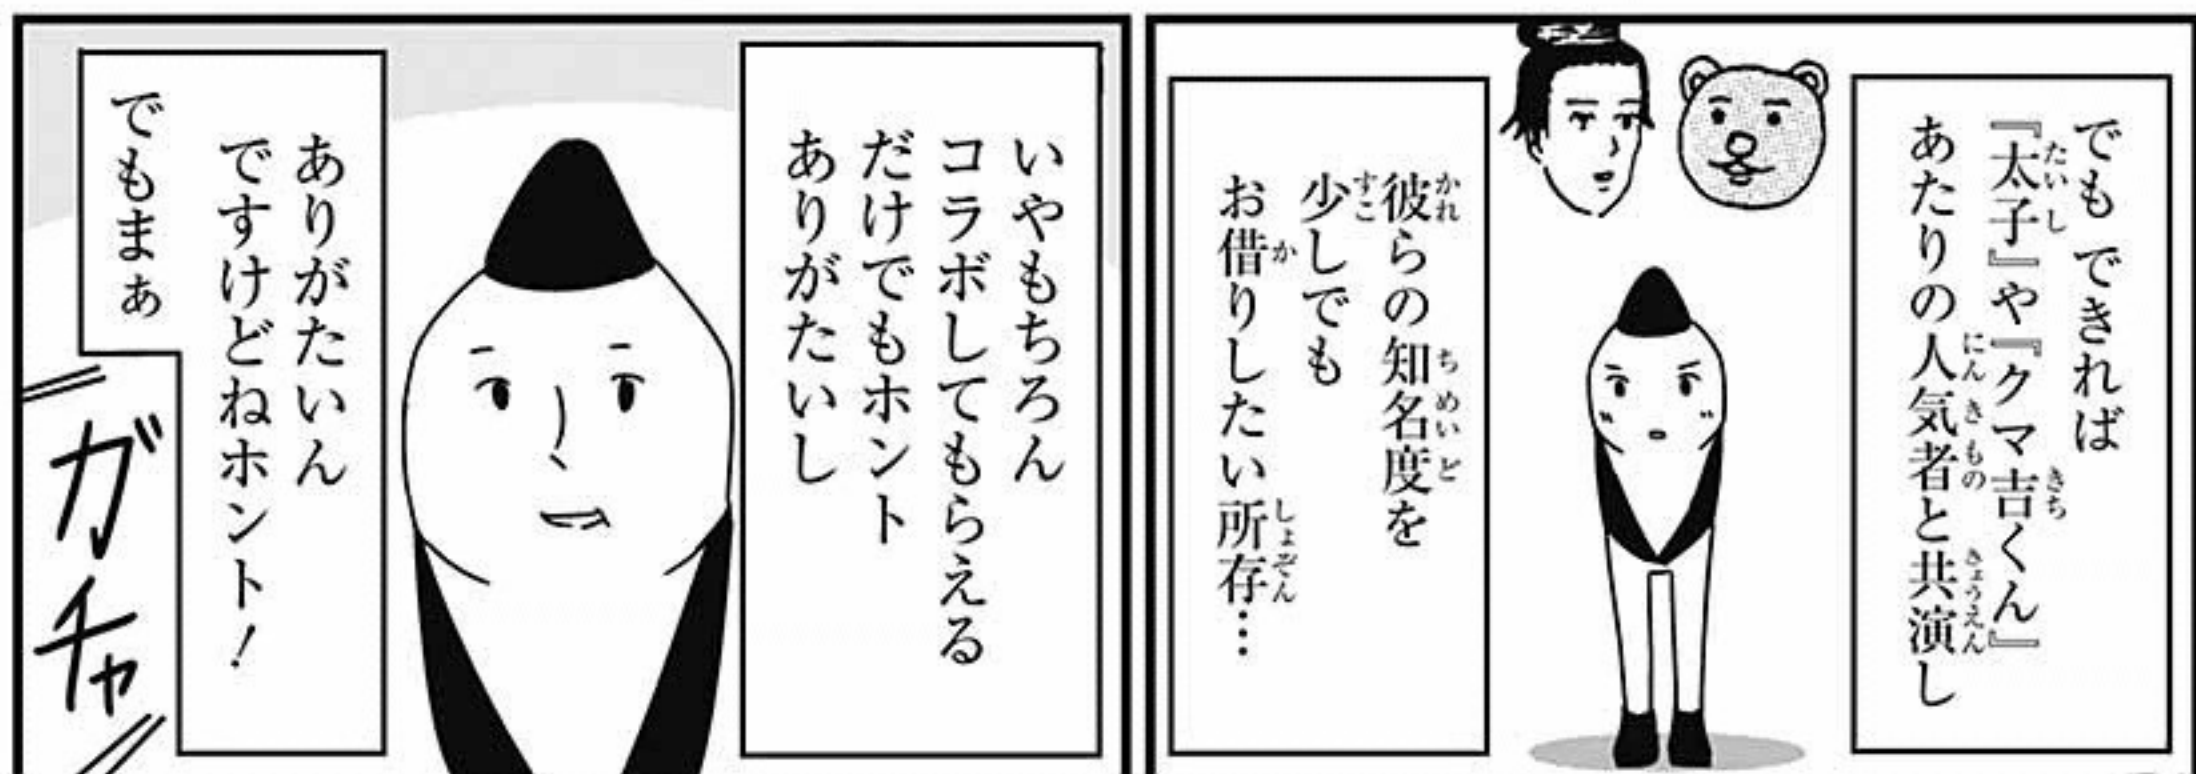 でもできれば
『太子』や『クマ吉くん』
あたりの人気者と共演し
彼らの知名度を
少しでも
お借りしたい所存…
いやもちろん
コラボしてもらえる
だけでもホント
ありがたいし
ありがたいん
ですけどねホント！
でもまぁ
ガチャ